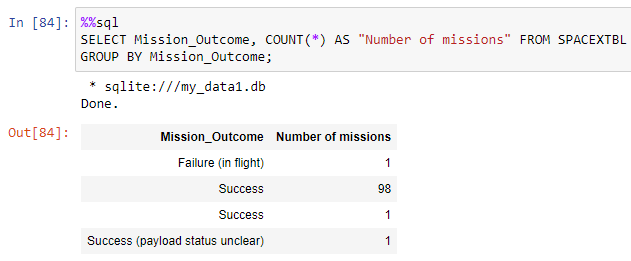 In [84]: %%sql
SELECT Mission_Outcome, COUNT(*) AS "Number of missions" FROM SPACEXTBL
GROUP BY Mission_Outcome;
* sqlite:///my_data1.db
Done.
Out[84]: Mission_Outcome Number of missions
Failure (in flight) 1
Success 98
Success 1
Success (payload status unclear) 1